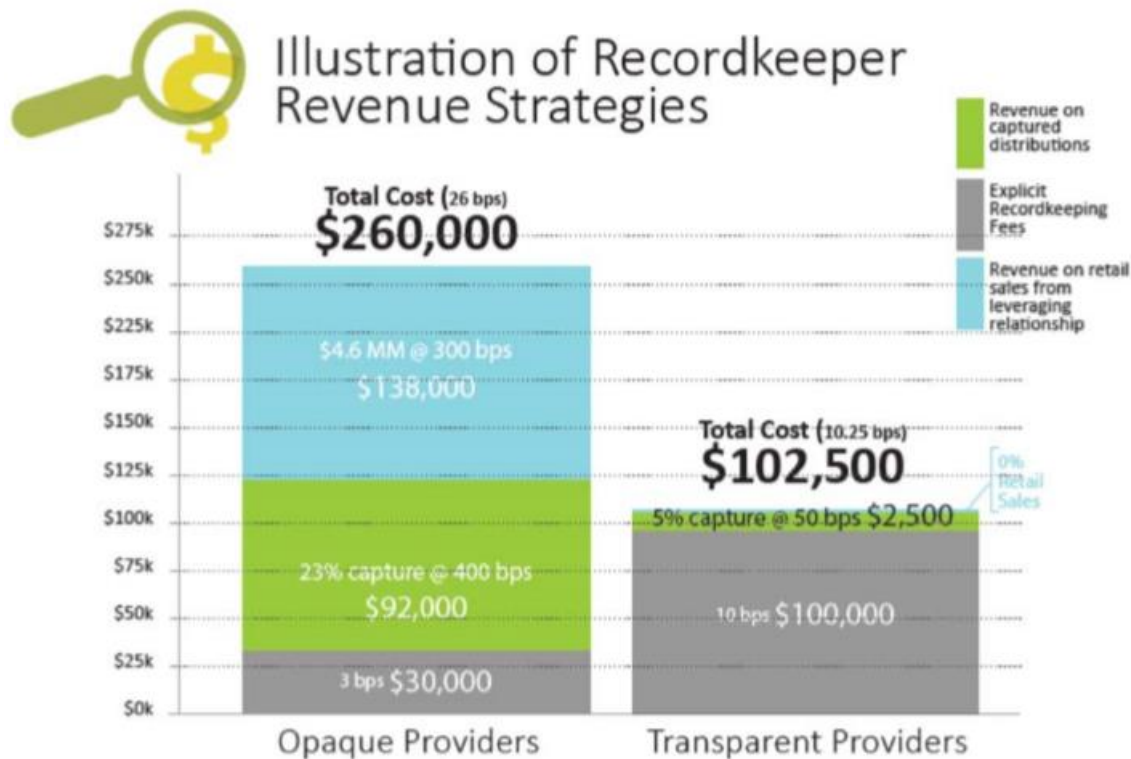 Illustration of Recordkeeper
Revenue Strategies
Revenue on
captured
distributions
Explicit
Recordkeeping
Fees
Revenue on retail
sales from
leveraging
relationship
$275k
$250k
$225k
$175k
$150k
$125k
$100k
$75k
$50k
$25k
$0k
Total Cost (26 bps)
$260,000
$4.6 MM @ 300 bps
$138,000
23% capture @ 400 bps
$92,000
3 bps $30,000
Total Cost (10.25 bps)
$102,500
0%
Retail
Sales
5% capture @ 50 bps $2,500
10 bps $100,000
Opaque Providers
Transparent Providers